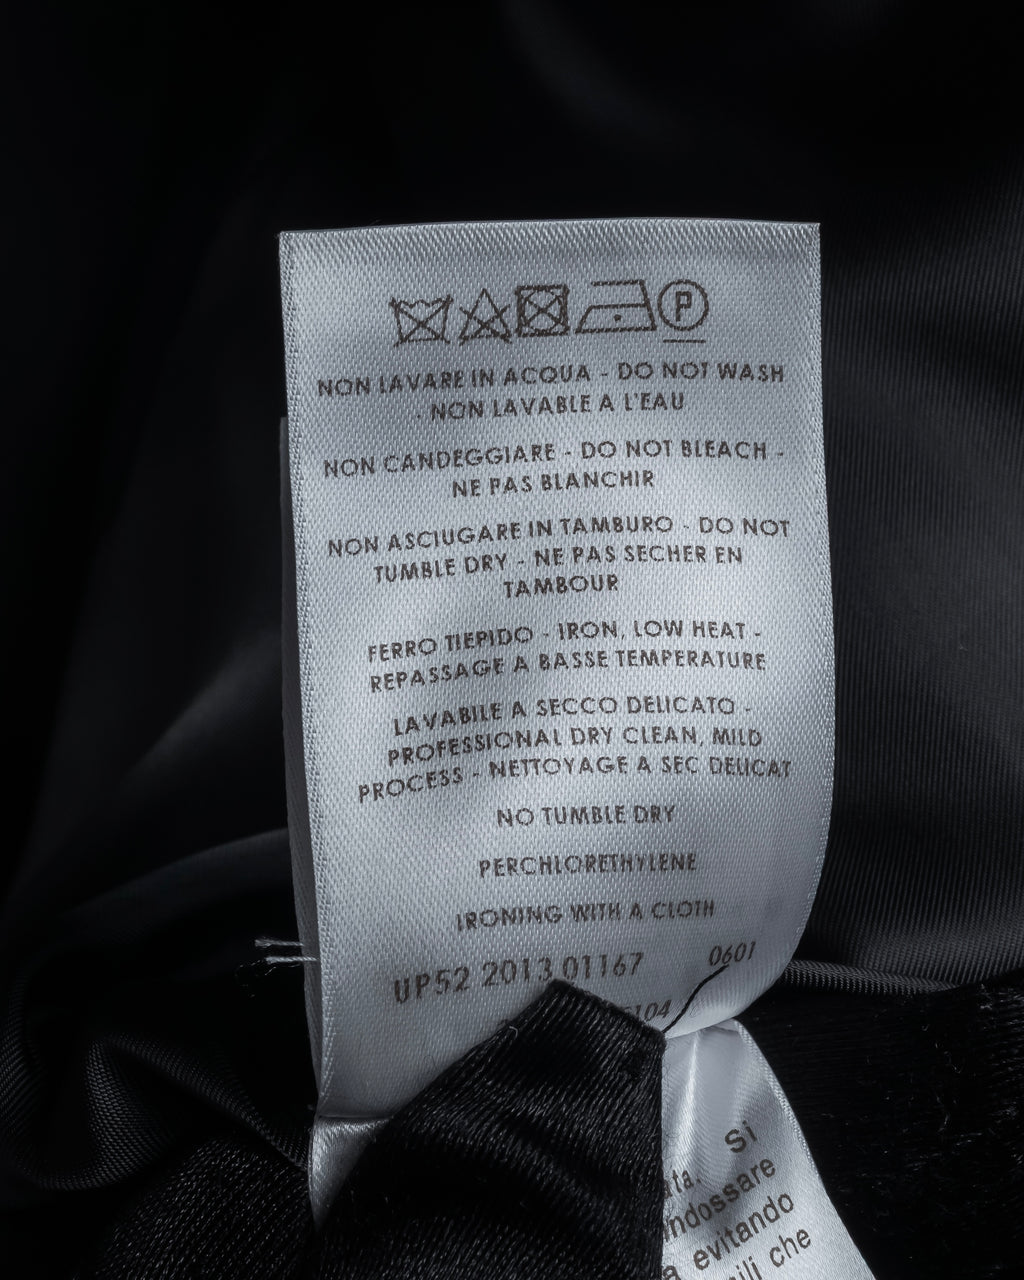 P
NON LAVARE IN ACQUA - DO NOT WASH
- NON LAVABLE A L'EAU
NON CANDEGGIARE - DO NOT BLEACH -
NE PAS BLANCHIR
NON ASCIUGARE IN TAMBURO - DO NOT
TUMBLE DRY - NE PAS SECHER EN
TAMBOUR
FERRO TIEPIDO - IRON, LOW HEAT -
REPASSAGE A BASSE TEMPERATURE
LAVABILE A SECCO DELICATO -
PROFESSIONAL DRY CLEAN, MILD
PROCESS - NETTOYAGE A SEC DELICAT
NO TUMBLE DRY
PERCHLORETHYLENE
IRONING WITH A CLOTH
UP52 2013 01167 0601
104
Si
ndossare
evitando
che